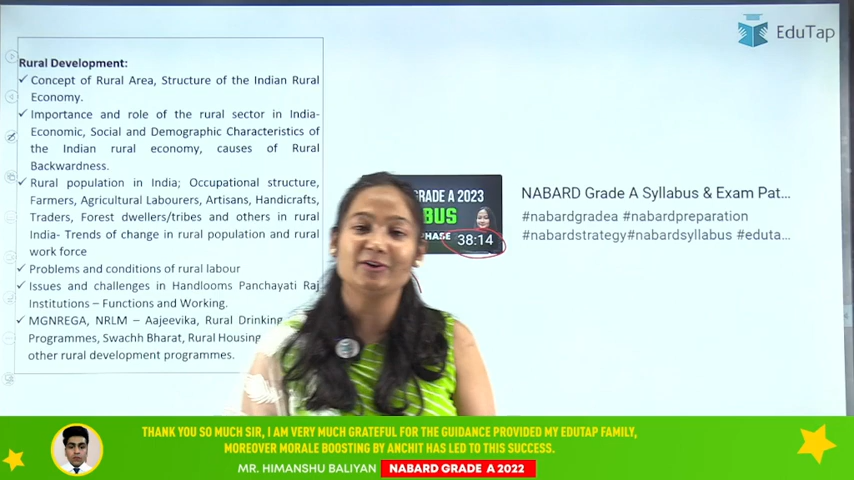 EduTap
Rural Development:
✓ Concept of Rural Area, Structure of the Indian Rural
Economy.
✓ Importance and role of the rural sector in India-
Economic, Social and Demographic Characteristics of
the Indian rural economy, causes of Rural
Backwardness.
✓ Rural population in India; Occupational structure,
Farmers, Agricultural Labourers, Artisans, Handicrafts,
Traders, Forest dwellers/tribes and others in rural
India- Trends of change in rural population and rural
work force
✓ Problems and conditions of rural labour
✓ Issues and challenges in Handlooms Panchayati Raj
Institutions – Functions and Working.
✓ MGNREGA, NRLM – Aajeevika, Rural Drinking
Programmes, Swachh Bharat, Rural Housing
other rural development programmes.
GRADE A 2023
BUS
HASE
38:14
NABARD Grade A Syllabus & Exam Pat...
#nabardgradea #nabardpreparation
#nabardstrategy#nabardsyllabus #eduta...
THANK YOU SO MUCH SIR, I AM VERY MUCH GRATEFUL FOR THE GUIDANCE PROVIDED MY EDUTAP FAMILY,
MOREOVER MORALE BOOSTING BY ANCHIT HAS LED TO THIS SUCCESS.
MR. HIMANSHU BALIYAN NABARD GRADE A 2022